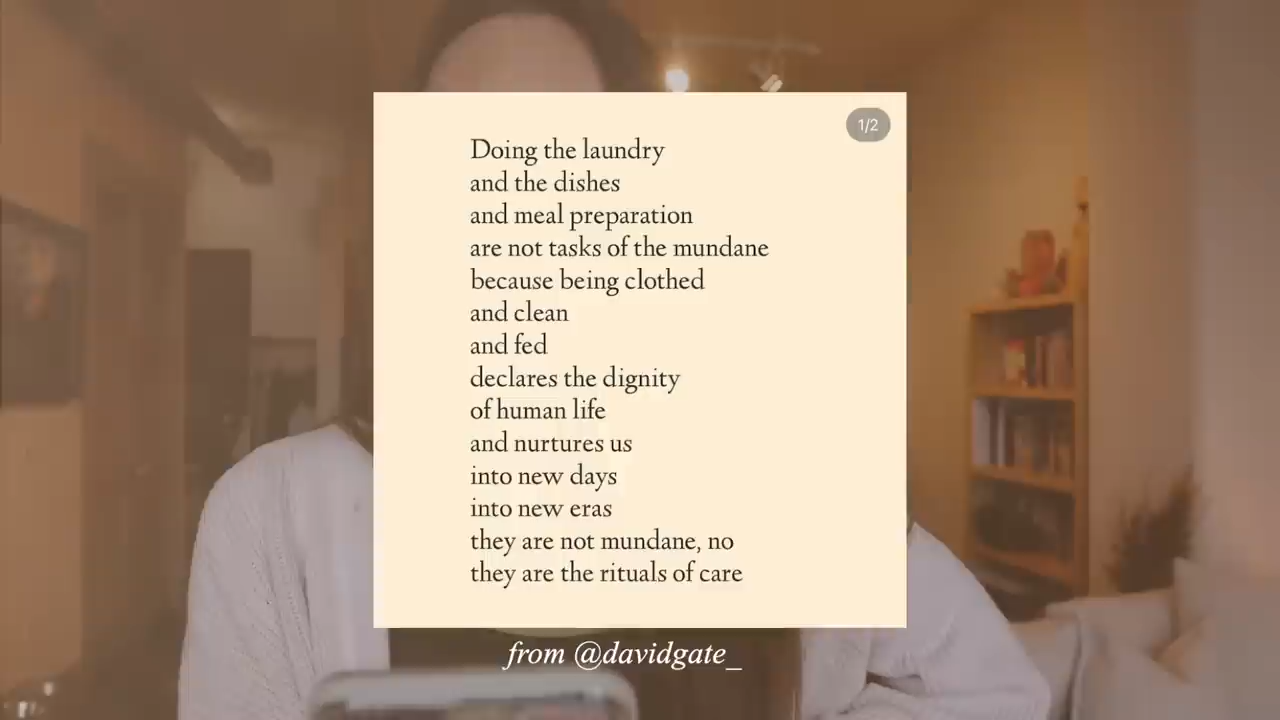 1/2
Doing the laundry
and the dishes
and meal preparation
are not tasks of the mundane
because being clothed
and clean
and fed
declares the dignity
of human life
and nurtures us
into new days
into new eras
they are not mundane, no
they are the rituals of care
from @davidgate_